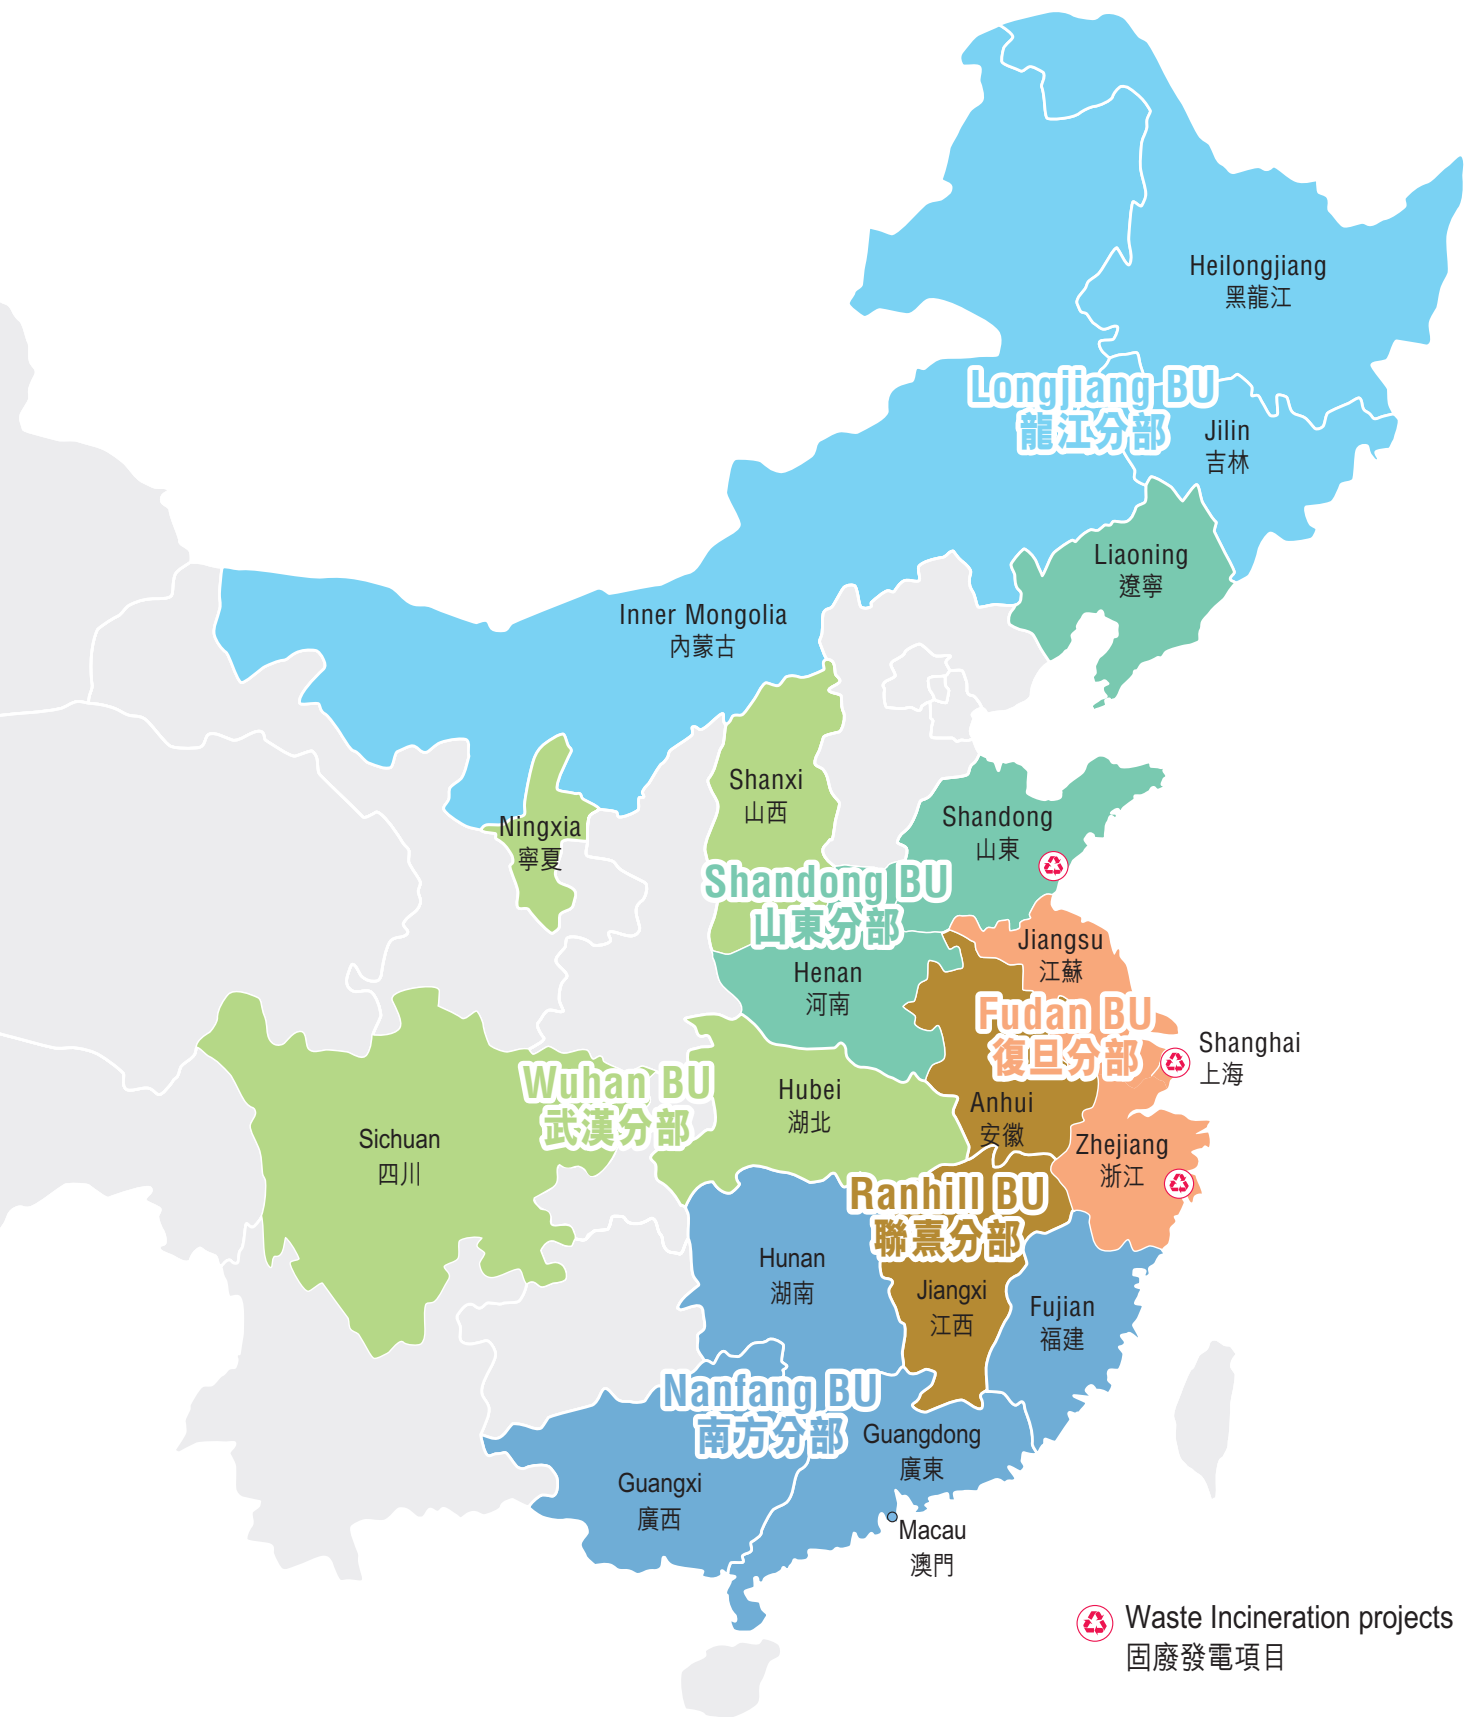 Heilongjiang
黑龍江
Longjiang BU
龍江分部
Jilin
吉林
Liaoning
遼寧
Inner Mongolia
內蒙古
Shanxi
山西
Ningxia
寧夏
Shandong
山東
Shandong BU
山東分部
Jiangsu
江蘇
Henan
河南
Fudan BU
復旦分部
Shanghai
上海
Wuhan BU
武漢分部
Hubei
湖北
Anhui
安徽
Sichuan
四川
Zhejiang
浙江
Ranhill BU
聯熹分部
Hunan
湖南
Jiangxi
江西
Fujian
福建
Nanfang BU
南方分部
Guangdong
廣東
Guangxi
廣西
Macau
澳門
Waste Incineration projects
固廢發電項目